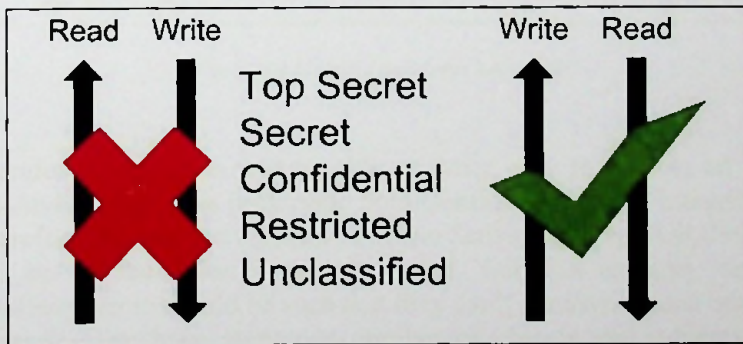 Read Write Write Read
Top Secret
Secret
Confidential
Restricted
Unclassified